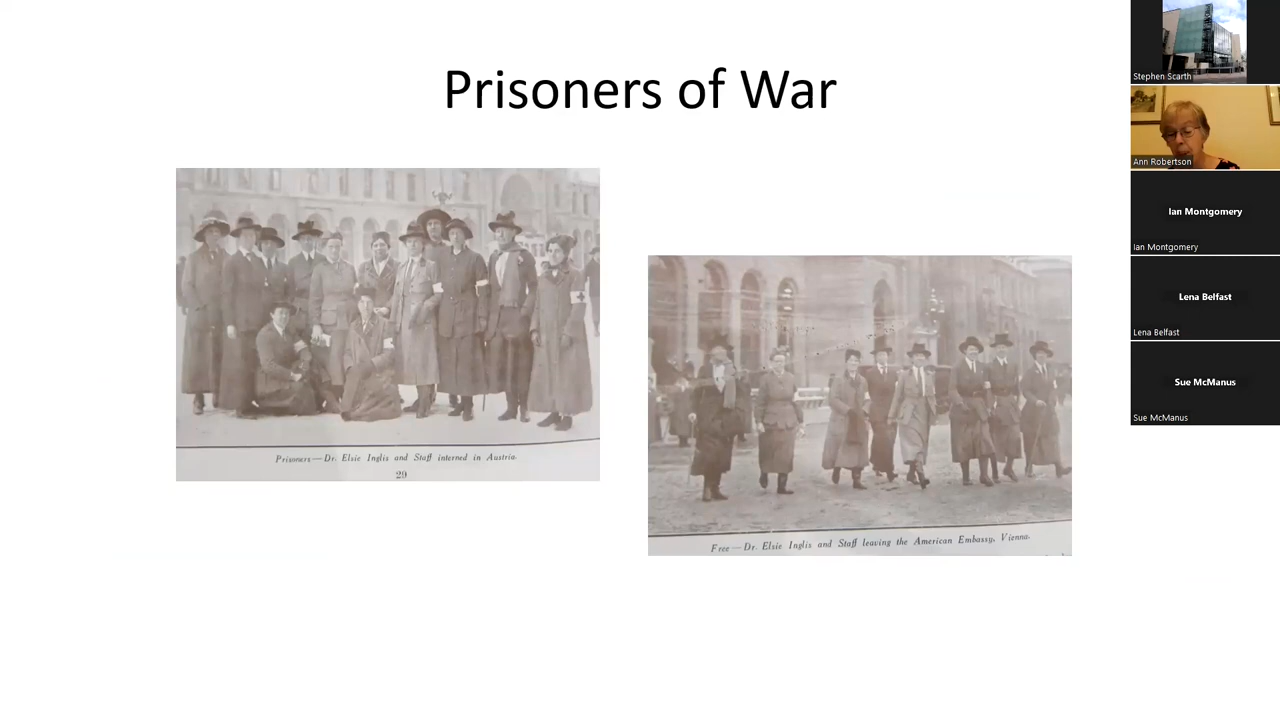 Prisoners of War
Prisoners—Dr. Elsie Inglis and Staff interned in Austria.
29
Free—Dr. Elsie Inglis and Staff leaving the American Embassy, Vienna.
Stephen Scarth
Ann Robertson
Ian Montgomery
Ian Montgomery
Lena Belfast
Lena Belfast
Sue McManus
Sue McManus